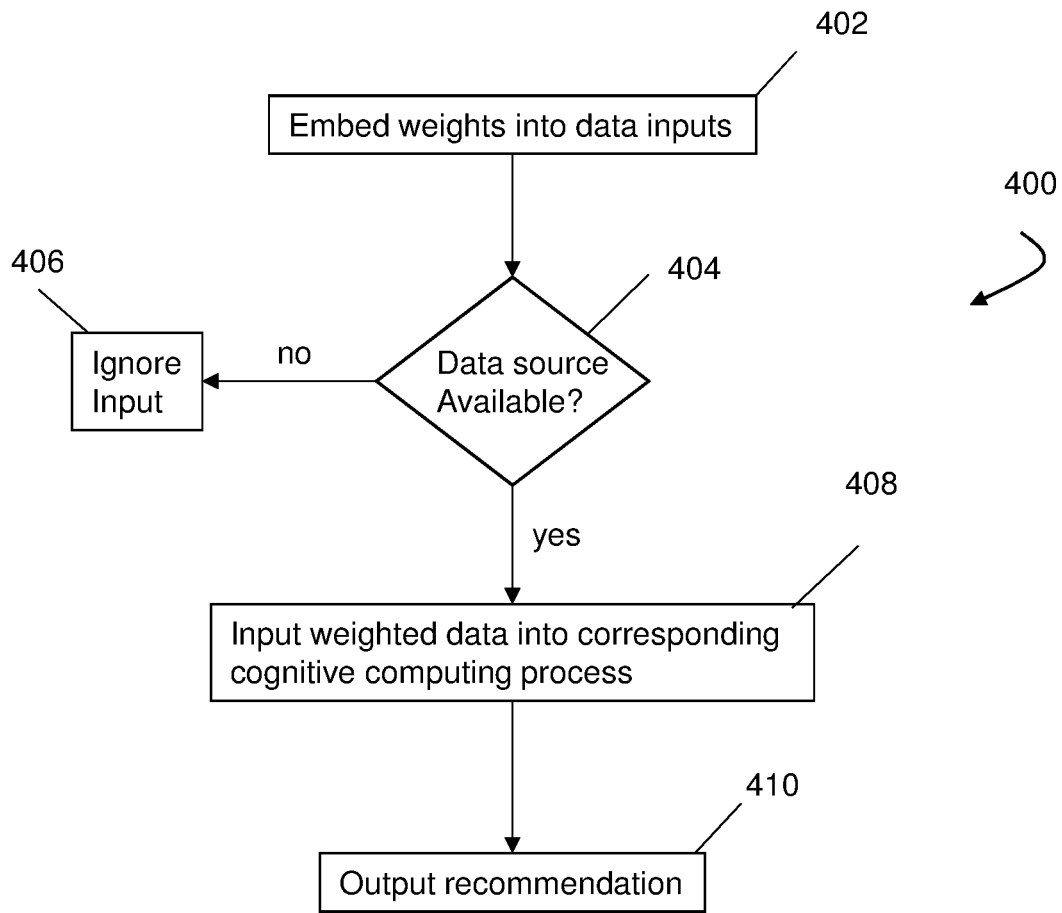 402
Embed weights into data inputs
400
406
404
Ignore
Input
no
Data source
Available?
408
yes
Input weighted data into corresponding
cognitive computing process
410
Output recommendation